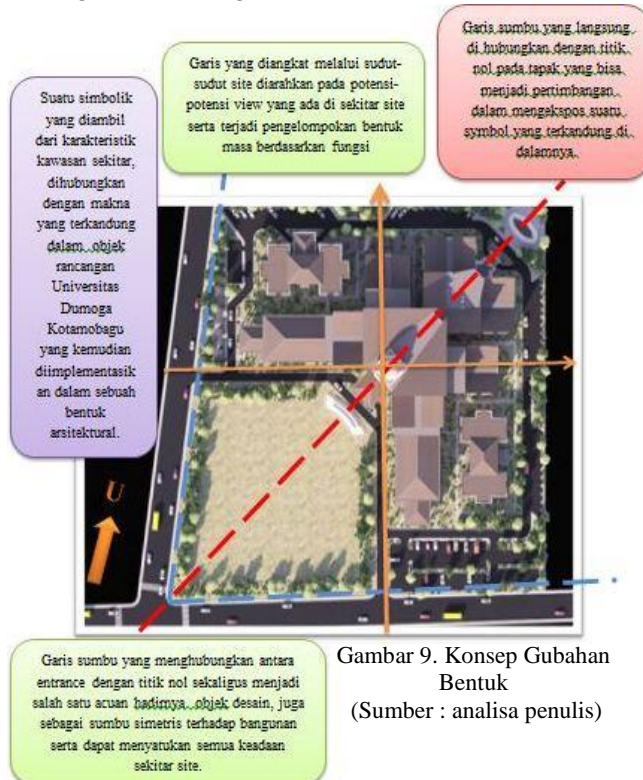 Garis yang diangkat melalui sudut-
sudut site diarahkan pada potensi-
potensi view yang ada di sekitar site
serta terjadi pengelompokan bentuk
masa berdasarkan fungsi
Garis sumbu yang langsung
di hubungkan dengan titik
nol pada tapak yang bisa
menjadi pertimbangan
dalam mengekspos suatu
symbol yang terkandung di
dalamnya.
Suatu simbolik
yang diambil
dari karakteristik
kawasan sekitar,
dihubungkan
dengan makna
yang terkandung
dalam objek
rancangan
Universitas
Dumoga
Kotamobagu
yang kemudian
diimplementasik
an dalam sebuah
bentuk
arsitektural.
U
Garis sumbu yang menghubungkan antara
entrance dengan titik nol sekaligus menjadi
salah satu acuan hadirnya objek desain, juga
sebagai sumbu simetris terhadap bangunan
serta dapat menyatukan semua keadaan
sekitar site.
Gambar 9. Konsep Gubahan
Bentuk
(Sumber : analisa penulis)